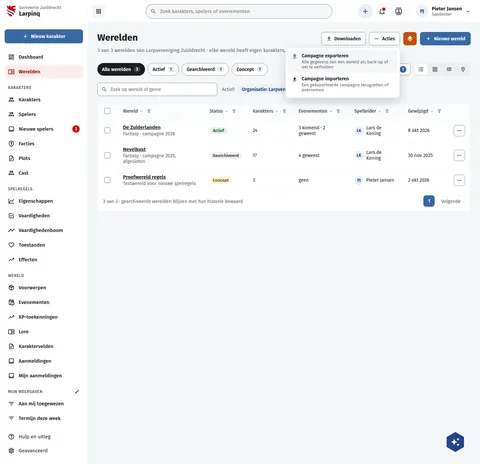 Gemeente Zuiddrecht
Larping
Zoek karakters, spelers of evenementen
PJ
Pieter Jansen
Spelleider
Nieuw karakter
Dashboard
Werelden
KARAKTERS
Karakters
Spelers
Nieuwe spelers
Facties
Plots
Cast
SPELREGELS
Eigenschappen
Vaardigheden
Vaardighedenboom
Toestanden
Effecten
WERELD
Voorwerpen
Evenementen
XP-toekenningen
Lore
Karaktervelden
Aanmeldingen
Mijn aanmeldingen
MIJN WEERGAVEN
Aan mij toegewezen
Termijn deze week
Hulp en uitleg
Geavanceerd
Werelden
3 van 3 werelden van Larpvereniging Zuiddrecht · elke wereld heeft eigen karakters,
Downloaden
Acties
Nieuwe wereld
Campagne exporteren
Alle gegevens van een wereld als back-up of om te verhuizen
Campagne importeren
Een geëxporteerde campagne terugzetten of overnemen
Alle werelden 3
Actief 1
Gearchiveerd 1
Concept 1
Zoek op wereld of genre
Actief:
Organisatie: Larpveren
Wereld
Status
Karakters
Evenementen
Spelleider
Gewijzigd
De Zuiderlanden
Fantasy · campagne 2026
Actief
24
3 komend · 2 geweest
LK
Lars de Koning
8 okt 2026
Nevelkust
Fantasy · campagne 2025, afgesloten
Gearchiveerd
17
4 geweest
LK
Lars de Koning
30 nov 2025
Proefwereld regels
Testwereld voor nieuwe spelregels
Concept
3
geen
PJ
Pieter Jansen
2 okt 2026
3 van 3 · gearchiveerde werelden blijven met hun historie bewaard
1
Volgende